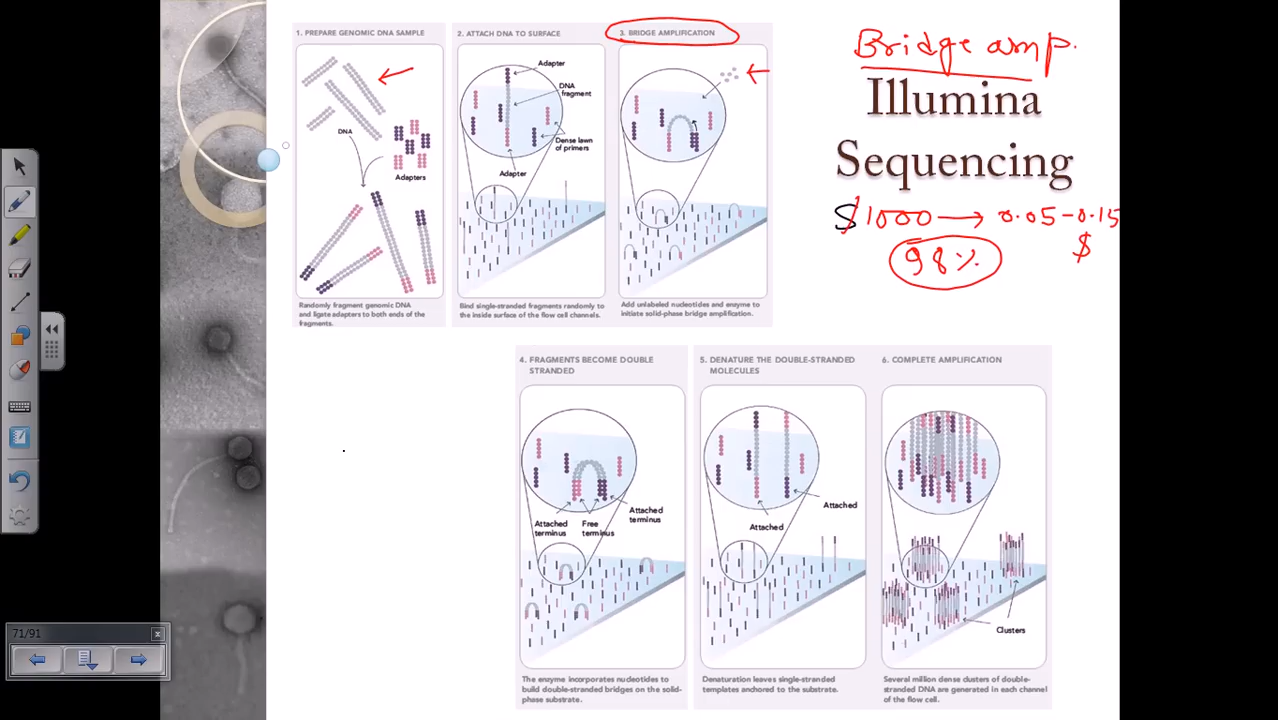 1. PREPARE GENOMIC DNA SAMPLE
DNA
Adapters
Randomly fragment genomic DNA
and ligate adapters to both ends of the
fragments.
2. ATTACH DNA TO SURFACE
Adapter
DNA
fragment
Dense lawn
of primers
Adapter
Bind single-stranded fragments randomly to
the inside surface of the flow cell channels.
3. BRIDGE AMPLIFICATION
Add unlabeled nucleotides and enzyme to
initiate solid-phase bridge amplification.
Bridge amp.
Illumina
Sequencing
$1000 → 0.05-0.15
$
98%
4. FRAGMENTS BECOME DOUBLE
STRANDED
Attached
terminus
Free
terminus
Attached
terminus
The enzyme incorporates nucleotides to
build double-stranded bridges on the solid-
phase substrate.
5. DENATURE THE DOUBLE-STRANDED
MOLECULES
Attached
Attached
Denaturation leaves single-stranded
templates anchored to the substrate.
6. COMPLETE AMPLIFICATION
Clusters
Several million dense clusters of double-
stranded DNA are generated in each channel
of the flow cell.
71/91